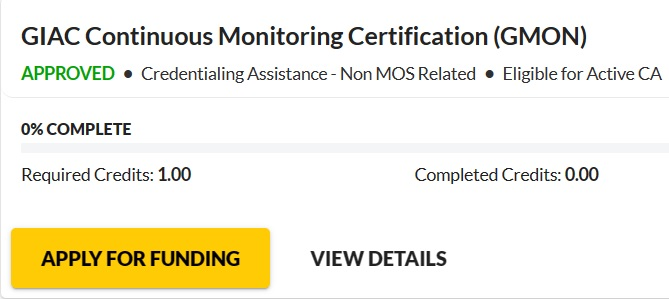 GIAC Continuous Monitoring Certification (GMON)
APPROVED ● Credentialing Assistance - Non MOS Related ● Eligible for Active CA
0% COMPLETE
Required Credits: 1.00 Completed Credits: 0.00
APPLY FOR FUNDING VIEW DETAILS